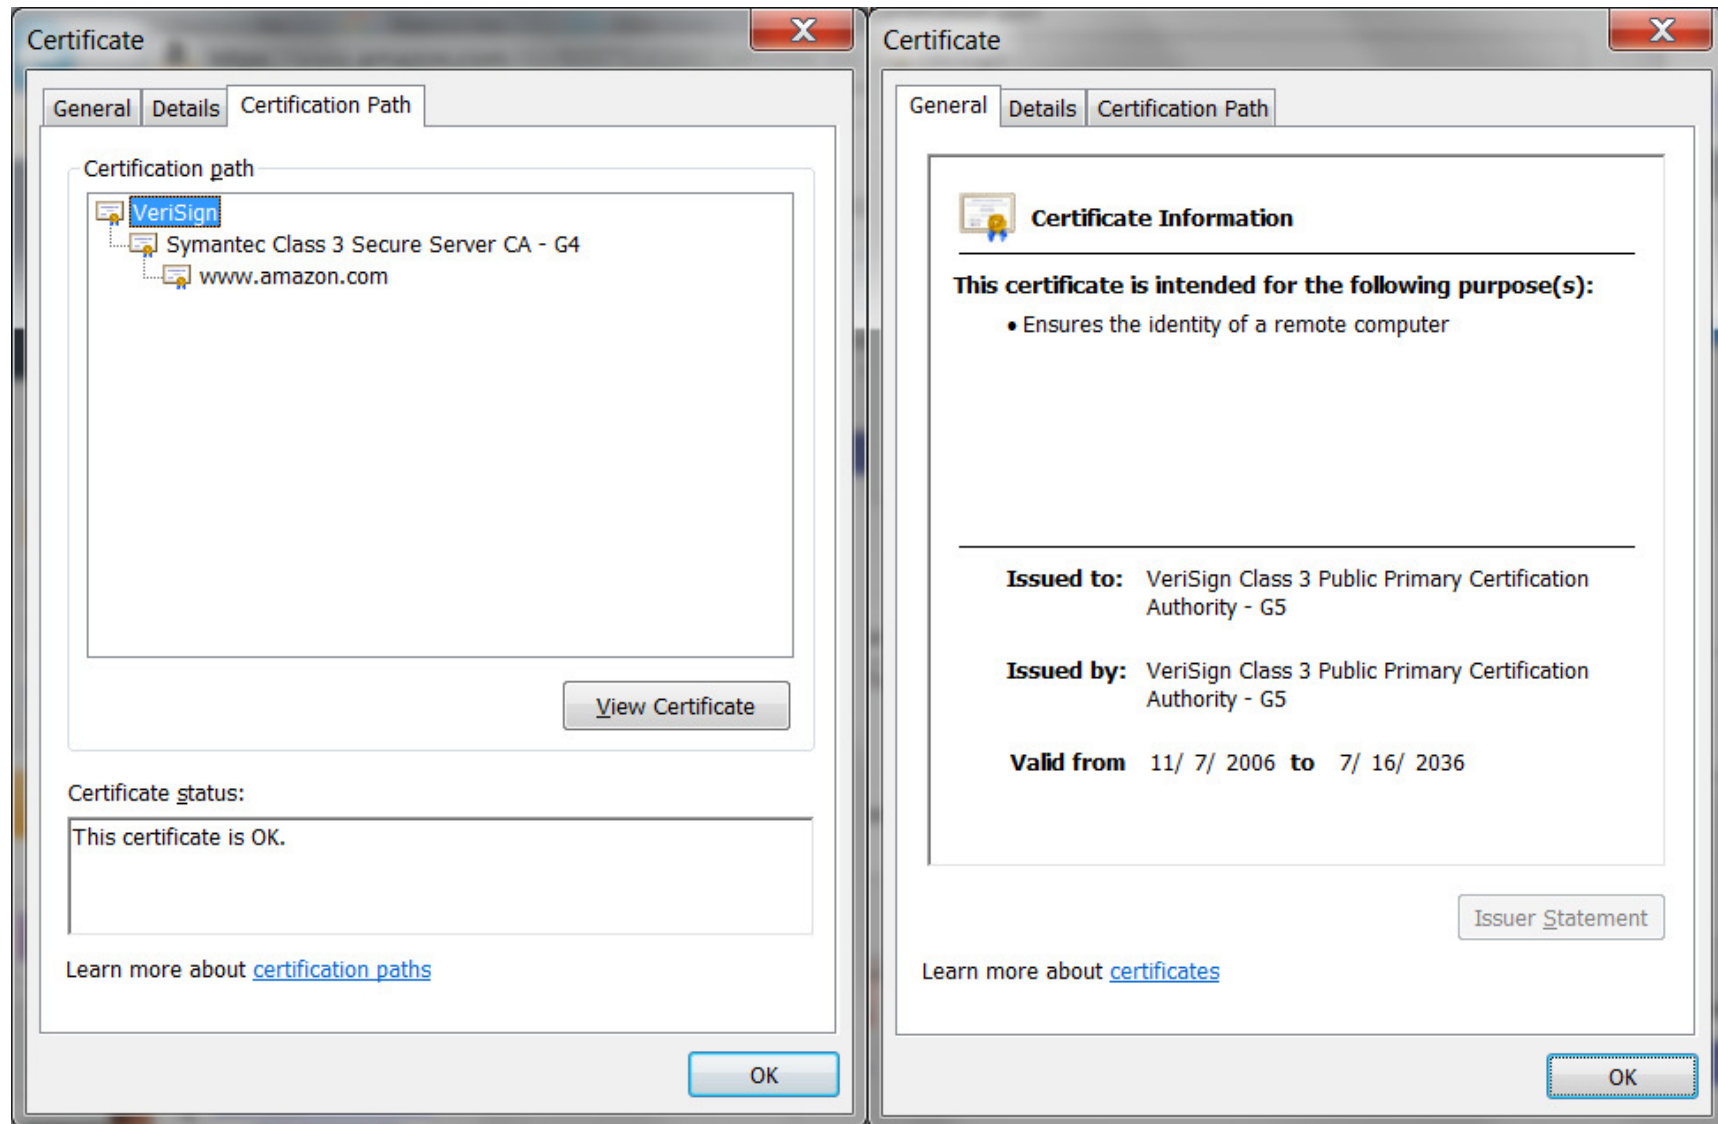 Certificate
General Details Certification Path
Certification path
VeriSign
Symantec Class 3 Secure Server CA - G4
www.amazon.com
View Certificate
Certificate status:
This certificate is OK.
Learn more about certification paths
OK
Certificate
General Details Certification Path
Certificate Information
This certificate is intended for the following purpose(s):
• Ensures the identity of a remote computer
Issued to: VeriSign Class 3 Public Primary Certification
Authority - G5
Issued by: VeriSign Class 3 Public Primary Certification
Authority - G5
Valid from 11/ 7/ 2006 to 7/ 16/ 2036
Issuer Statement
Learn more about certificates
OK